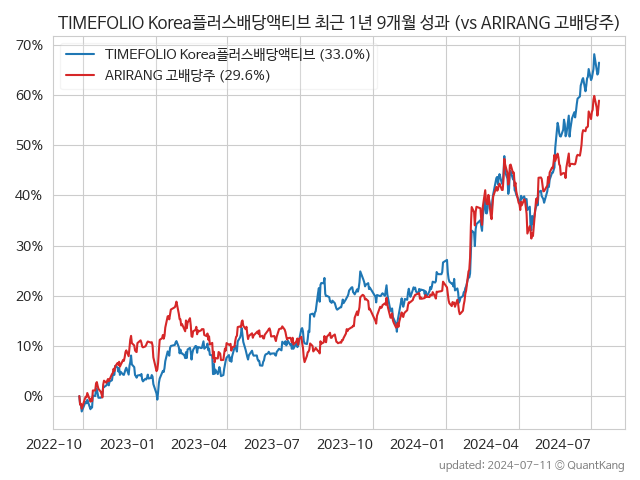 TIMEFOLIO Korea플러스배당액티브 최근 1년 9개월 성과 (vs ARIRANG 고배당주)
70%
TIMEFOLIO Korea플러스배당액티브 (33.0%)
ARIRANG 고배당주 (29.6%)
60%
50%
40%
30%
20%
10%
0%
2022-10 2023-01 2023-04 2023-07 2023-10 2024-01 2024-04 2024-07
updated: 2024-07-11 © QuantKang